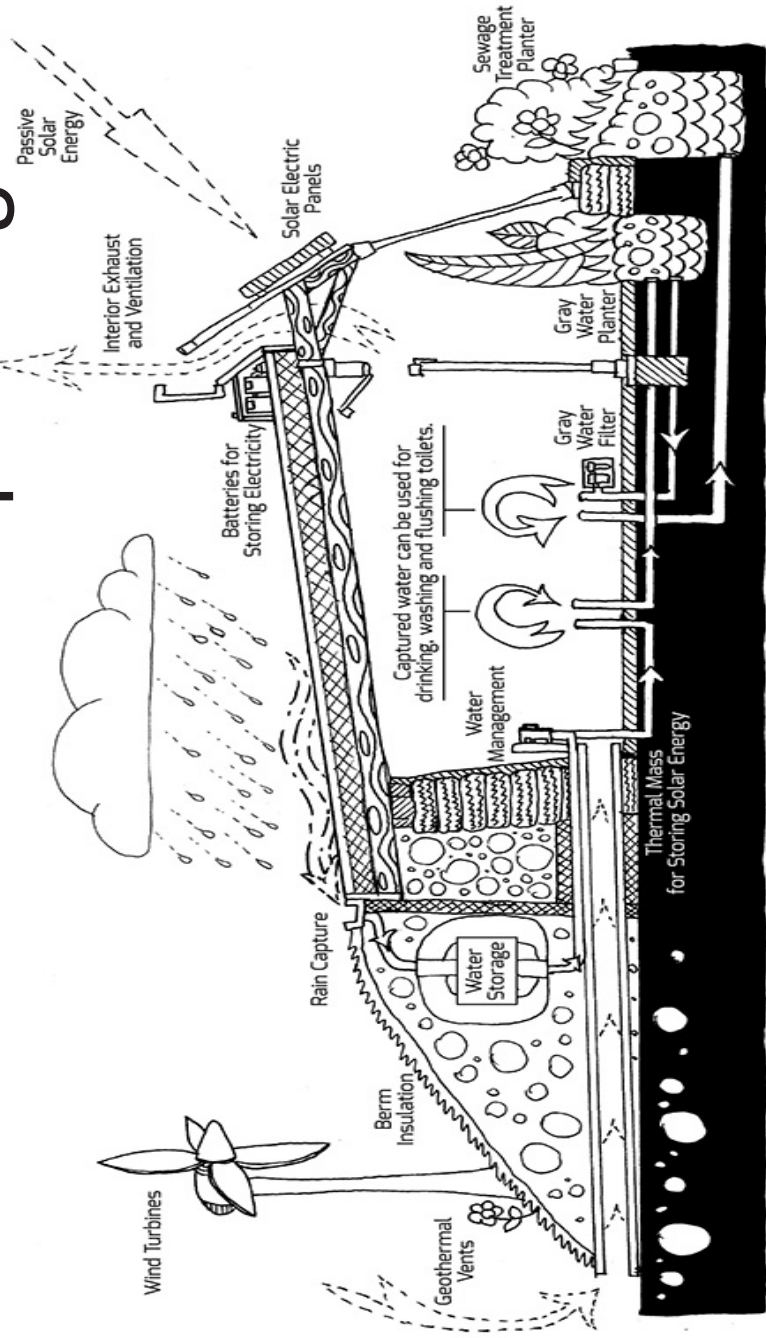 Wind Turbines
Geothermal
Vents
Berm
Insulation
Rain Capture
Water
Storage
Batteries for
Storing Electricity
Interior Exhaust
and Ventilation
Passive
Solar
Energy
Solar Electric
Panels
Captured water can be used for
drinking, washing and flushing toilets.
Water
Management
Gray
Water
Filter
Gray
Water
Planter
Sewage
Treatment
Planter
Thermal Mass
for Storing Solar Energy